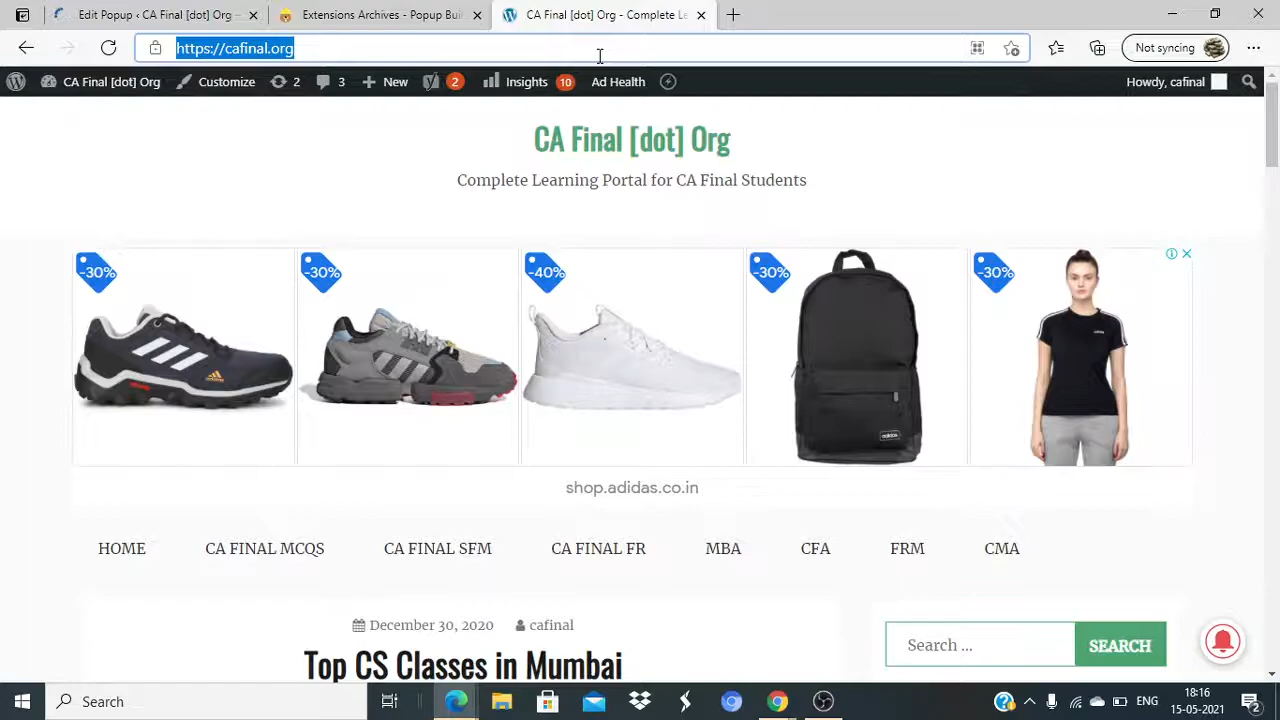 Edit Popup ‹ CA Final [dot] Org —
Extensions Archives - Popup Buil
CA Final [dot] Org - Complete Le
https://cafinal.org
Not syncing
CA Final [dot] Org
Customize
2
3
New
2
Insights
10
Ad Health
Howdy, cafinal
CA Final [dot] Org
Complete Learning Portal for CA Final Students
-30%
-30%
-40%
-30%
-30%
adidas
shop.adidas.co.in
HOME
CA FINAL MCQS
CA FINAL SFM
CA FINAL FR
MBA
CFA
FRM
CMA
December 30, 2020
cafinal
Top CS Classes in Mumbai
Search ...
SEARCH
Search
ENG
18:16
15-05-2021
2